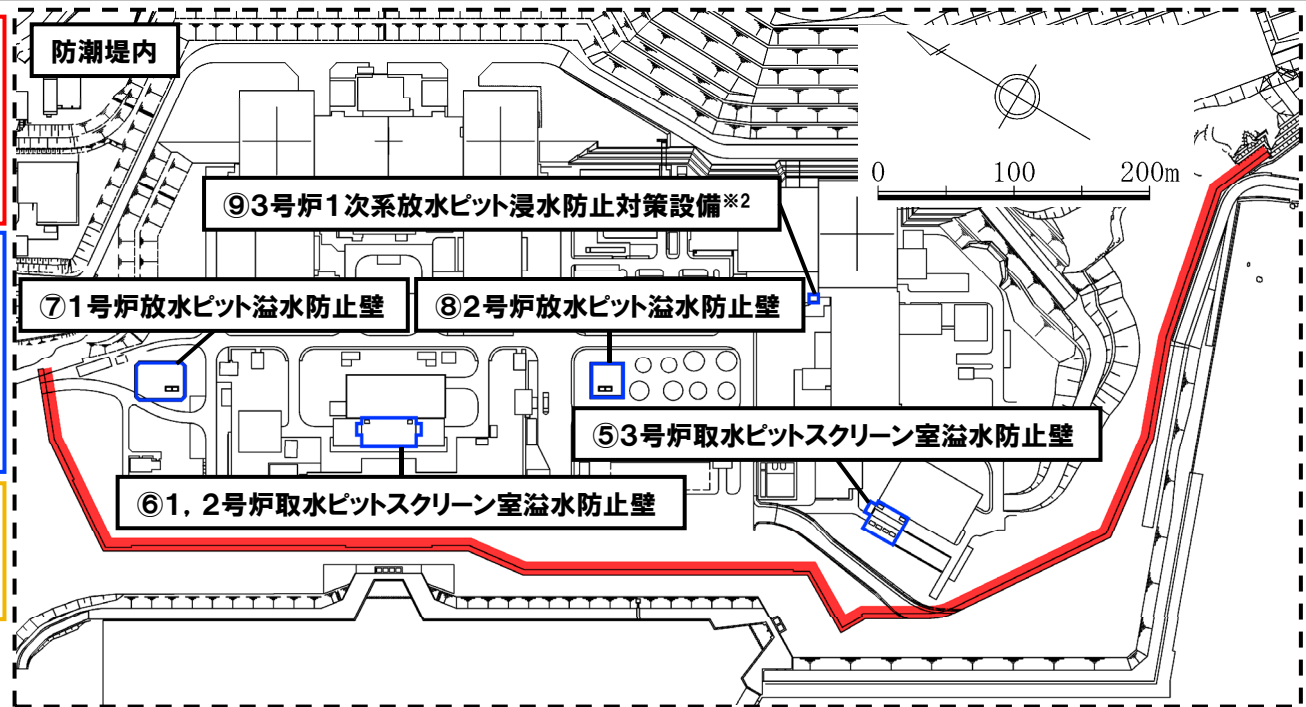 防潮堤内
0 100 200m
⑨3号炉1次系放水ピット浸水防止対策設備※2
⑦1号炉放水ピット溢水防止壁
⑧2号炉放水ピット溢水防止壁
⑤3号炉取水ピットスクリーン室溢水防止壁
⑥1，2号炉取水ピットスクリーン室溢水防止壁